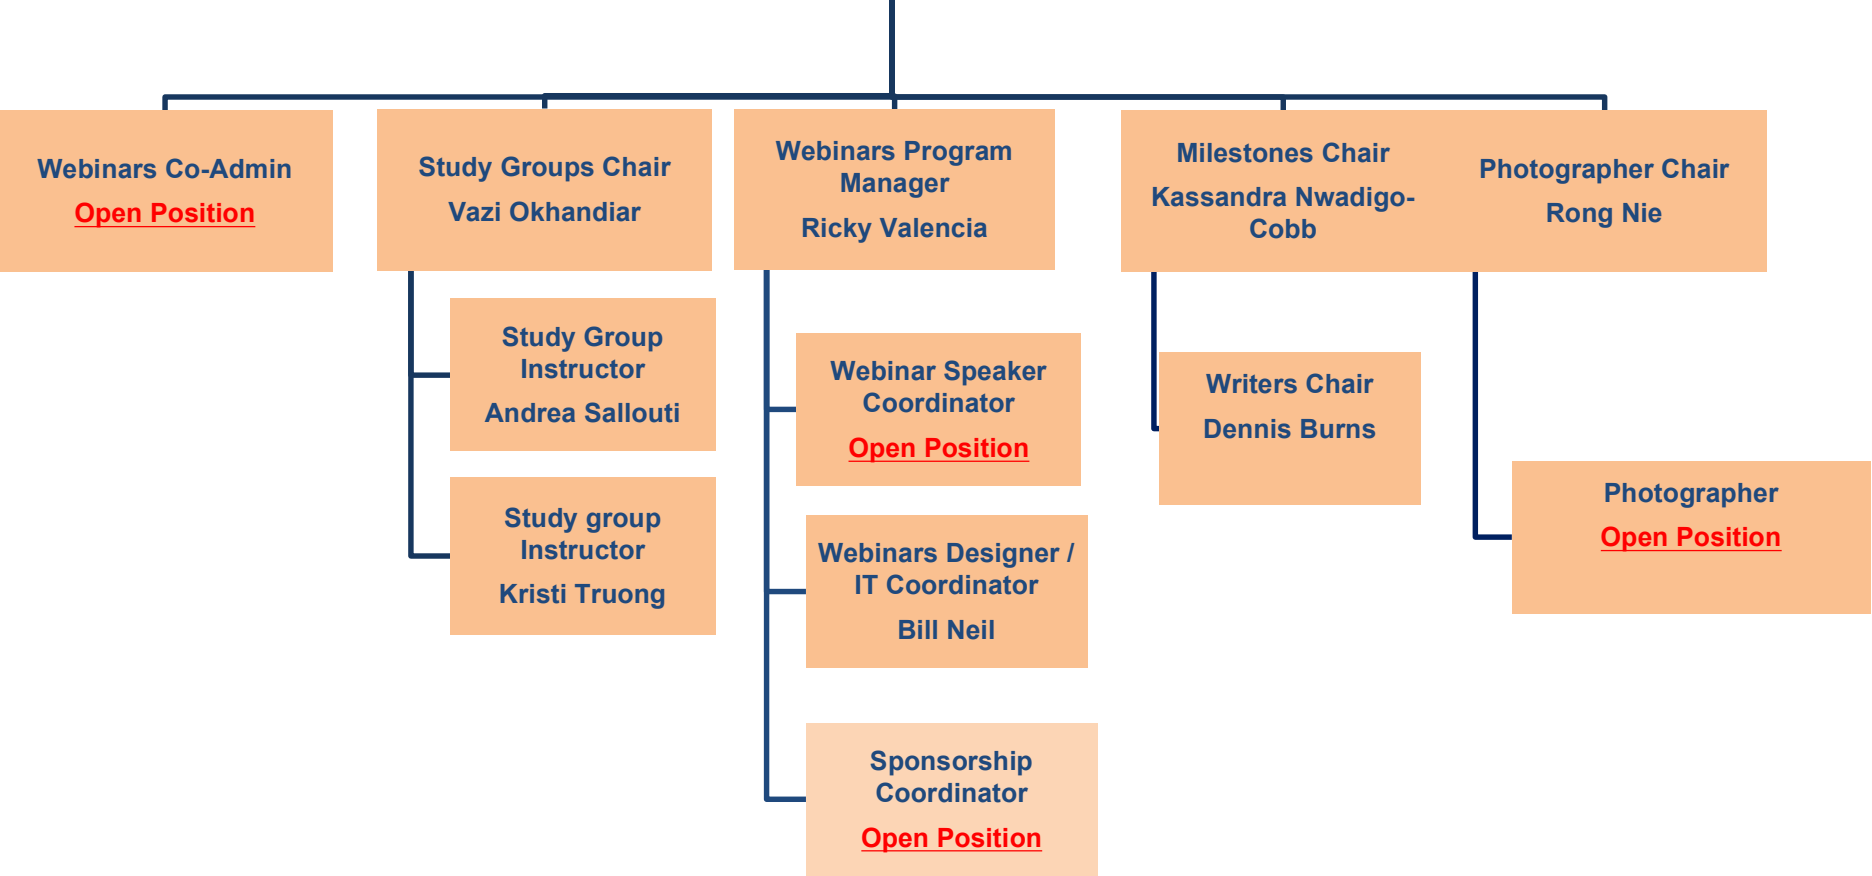 Webinars Co-Admin
Open Position
Study Groups Chair
Vazi Okhandiar
Webinars Program
Manager
Ricky Valencia
Milestones Chair
Kassandra Nwadigo-
Cobb
Photographer Chair
Rong Nie
Study Group
Instructor
Andrea Sallouti
Study group
Instructor
Kristi Truong
Webinar Speaker
Coordinator
Open Position
Webinars Designer /
IT Coordinator
Bill Neil
Sponsorship
Coordinator
Open Position
Writers Chair
Dennis Burns
Photographer
Open Position